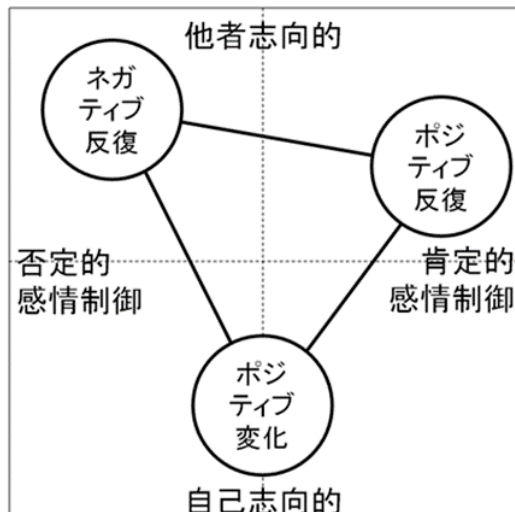 他者志向的
ネガ
ティブ
反復
ポジ
ティブ
反復
否定的
感情制御
肯定的
感情制御
ポジ
ティブ
変化
自己志向的